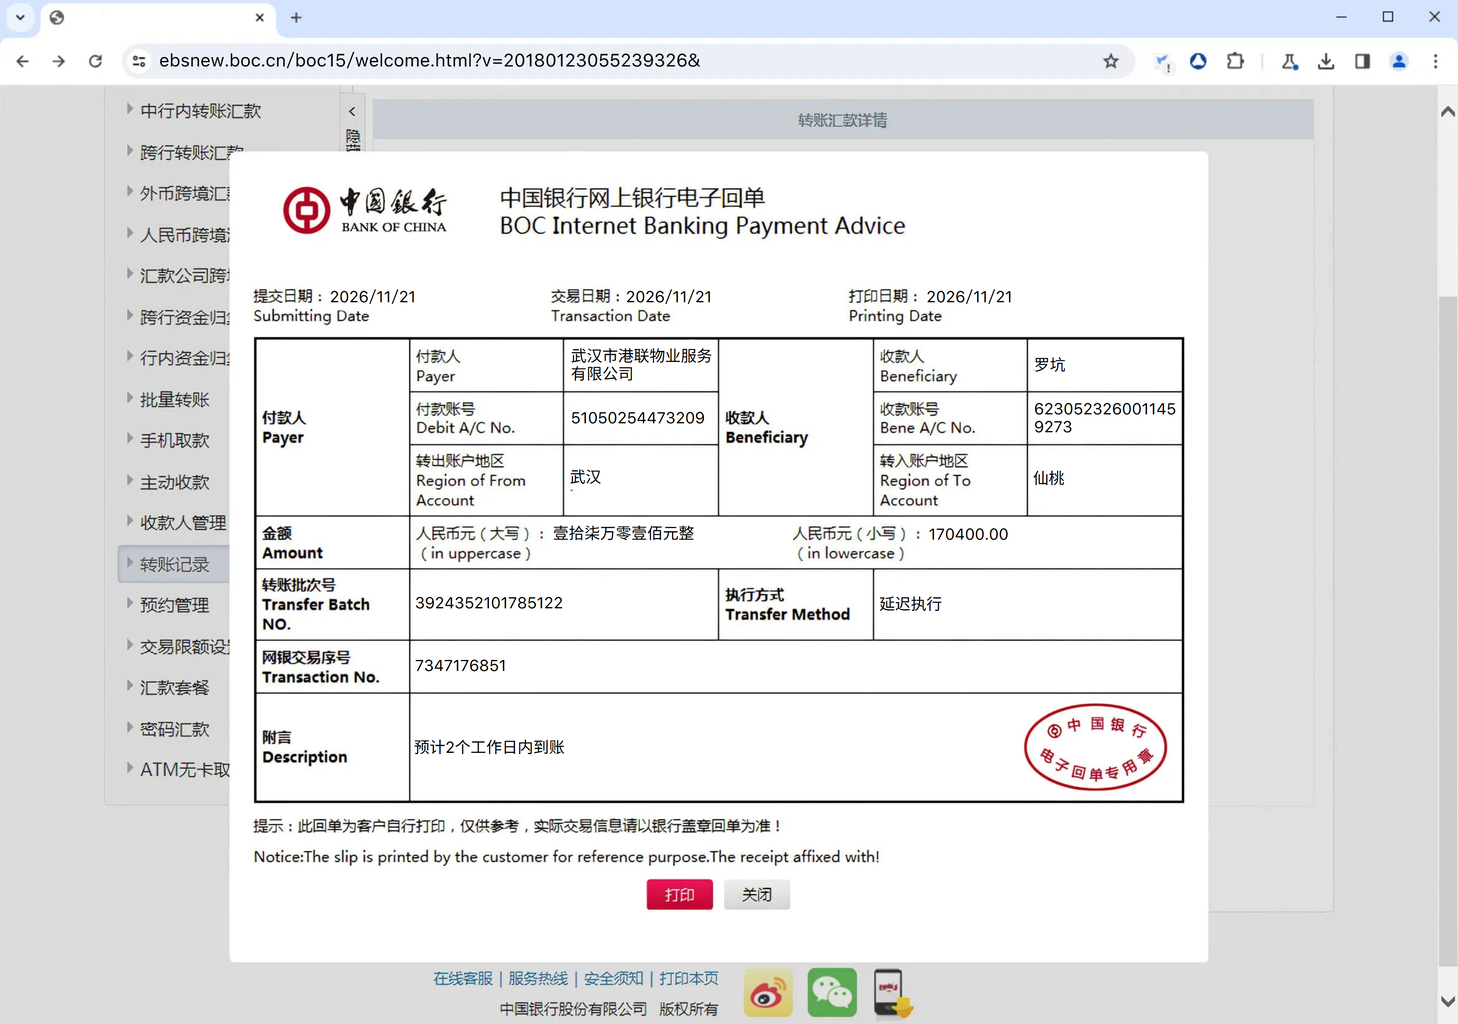 ebsnew.boc.cn/boc15/welcome.html?v=20180123055239326&
中行内转账汇款
<
隐藏
转账汇款详情
跨行转账汇款
外币跨境汇
人民币跨境
汇款公司跨
跨行资金归
行内资金归
批量转账
手机取款
主动收款
收款人管理
转账记录
预约管理
交易限额设
汇款套餐
密码汇款
ATM无卡取
中国銀行
BANK OF CHINA
中国银行网上银行电子回单
BOC Internet Banking Payment Advice
提交日期： 2026/11/21
Submitting Date
交易日期：2026/11/21
Transaction Date
打印日期： 2026/11/21
Printing Date
付款人
Payer
付款人
Payer
武汉市港联物业服务
有限公司
付款账号
Debit A/C No.
51050254473209
转出账户地区
Region of From
Account
武汉
收款人
Beneficiary
收款人
Beneficiary
罗坑
收款账号
Bene A/C No.
623052326001145
9273
转入账户地区
Region of To
Account
仙桃
金额
Amount
人民币元（大写）： 壹拾柒万零壹佰元整
（in uppercase）
人民币元（小写）： 170400.00
（in lowercase）
转账批次号
Transfer Batch
NO.
3924352101785122
执行方式
Transfer Method
延迟执行
网银交易序号
Transaction No.
7347176851
附言
Description
预计2个工作日内到账
中国银行
电子回单专用章
提示：此回单为客户自行打印，仅供参考，实际交易信息请以银行盖章回单为准！
Notice:The slip is printed by the customer for reference purpose.The receipt affixed with!
打印
关闭
在线客服 | 服务热线 | 安全须知 | 打印本页
中国银行股份有限公司 版权所有